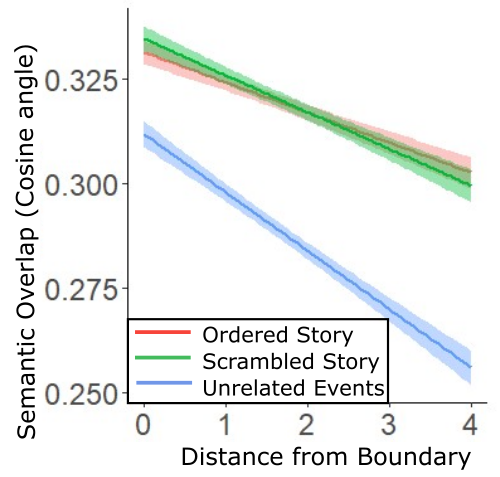 Semantic Overlap (Cosine angle)
0.325
0.300
0.275
0.250
Ordered Story
Scrambled Story
Unrelated Events
0 1 2 3 4
Distance from Boundary